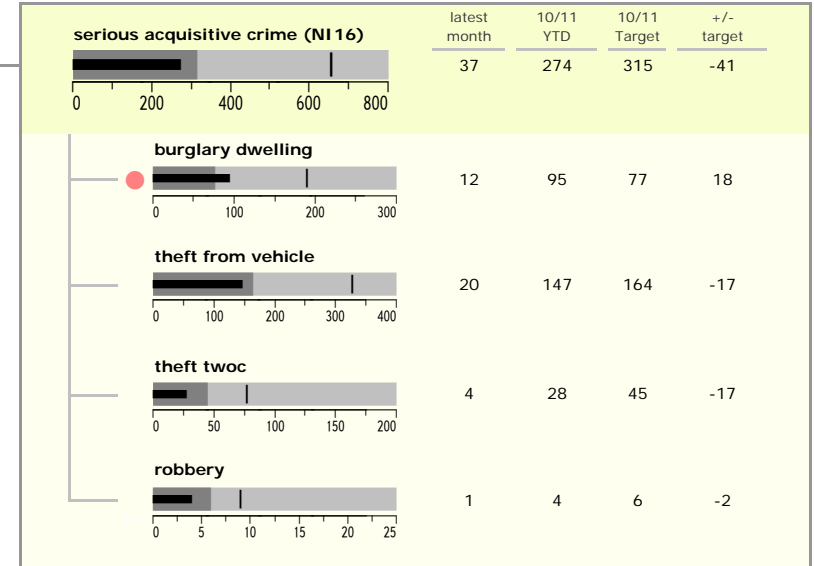 latest 10/11 10/11 +/-
serious acquisitive crime (NI16) month YTD Target target
37 274 315 -41
0 200 400 600 800
burglary dwelling
12 95 77 18
0 100 200 300
theft from vehicle
20 147 164 -17
0 100 200 300 400
theft twoc
4 28 45 -17
0 50 100 150 200
robbery
1 4 6 -2
0 5 10 15 20 25